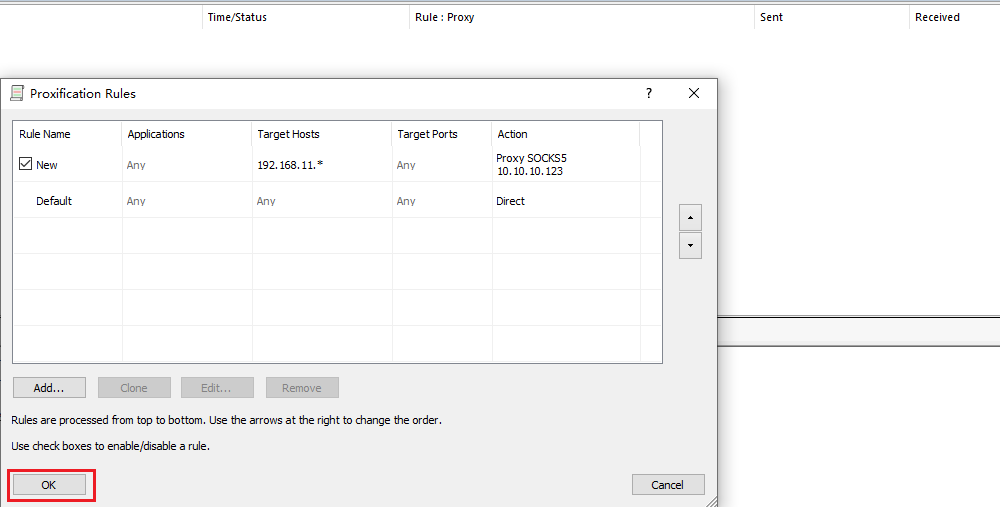 Time/Status Rule : Proxy Sent Received
Proxification Rules ?
Rule Name Applications Target Hosts Target Ports Action
New Any 192.168.11.* Any Proxy SOCKS5
10.10.10.123
Default Any Any Any Direct
Add... Clone Edit... Remove
Rules are processed from top to bottom. Use the arrows at the right to change the order.
Use check boxes to enable/disable a rule.
OK Cancel